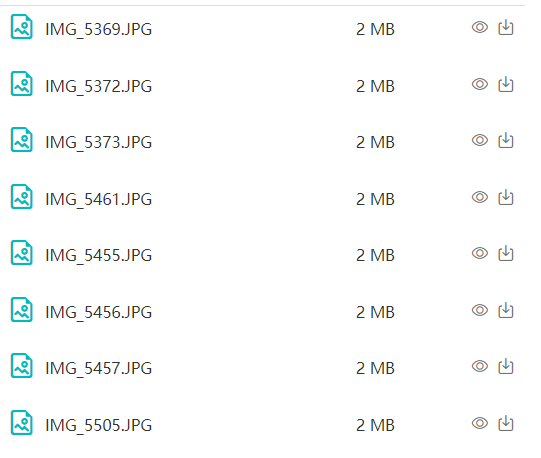 IMG_5369.JPG 2 MB
IMG_5372.JPG 2 MB
IMG_5373.JPG 2 MB
IMG_5461.JPG 2 MB
IMG_5455.JPG 2 MB
IMG_5456.JPG 2 MB
IMG_5457.JPG 2 MB
IMG_5505.JPG 2 MB